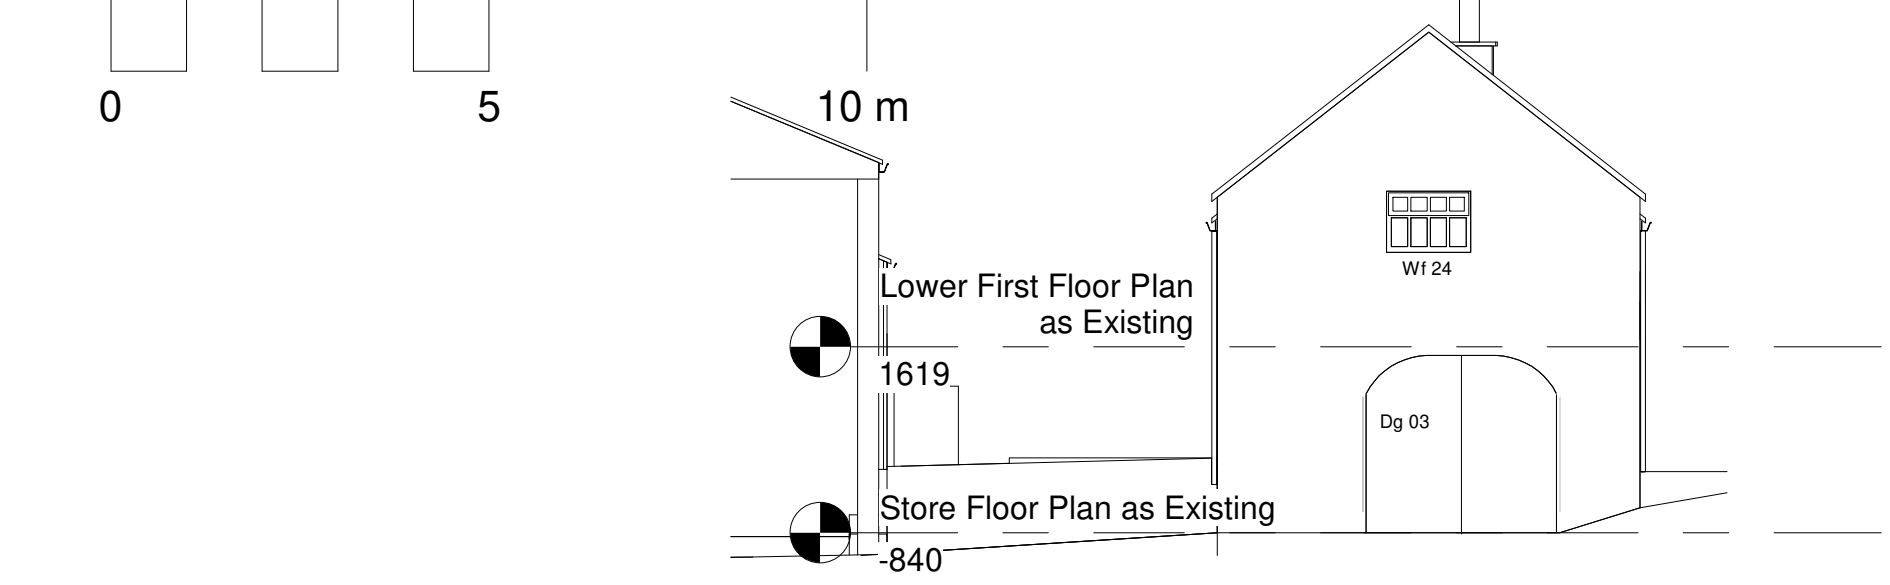 0
5
10 m
Wf 24
Lower First Floor Plan
as Existing
1619
Dg 03
Store Floor Plan as Existing
-840